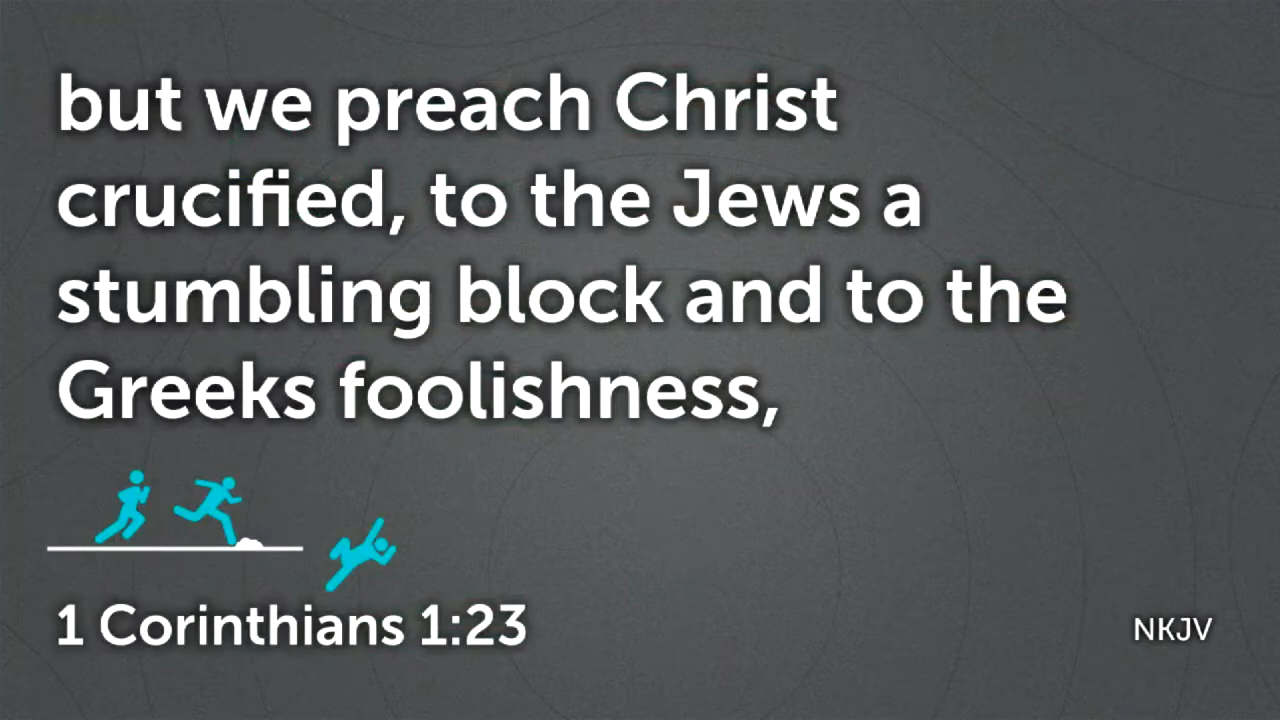 but we preach Christ
crucified, to the Jews a
stumbling block and to the
Greeks foolishness,
1 Corinthians 1:23
NKJV